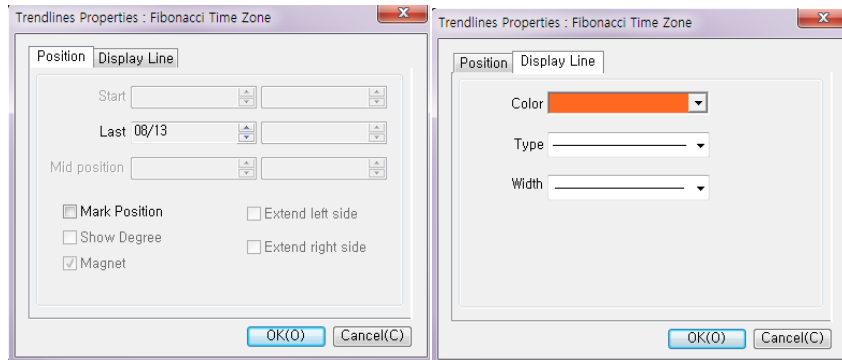 Trendlines Properties : Fibonacci Time Zone
Position Display Line
Start
Last 08/13
Mid position
Mark Position
Extend left side
Show Degree
Extend right side
Magnet
OK(O) Cancel(C)
Trendlines Properties : Fibonacci Time Zone
Position Display Line
Color
Type
Width
OK(O) Cancel(C)